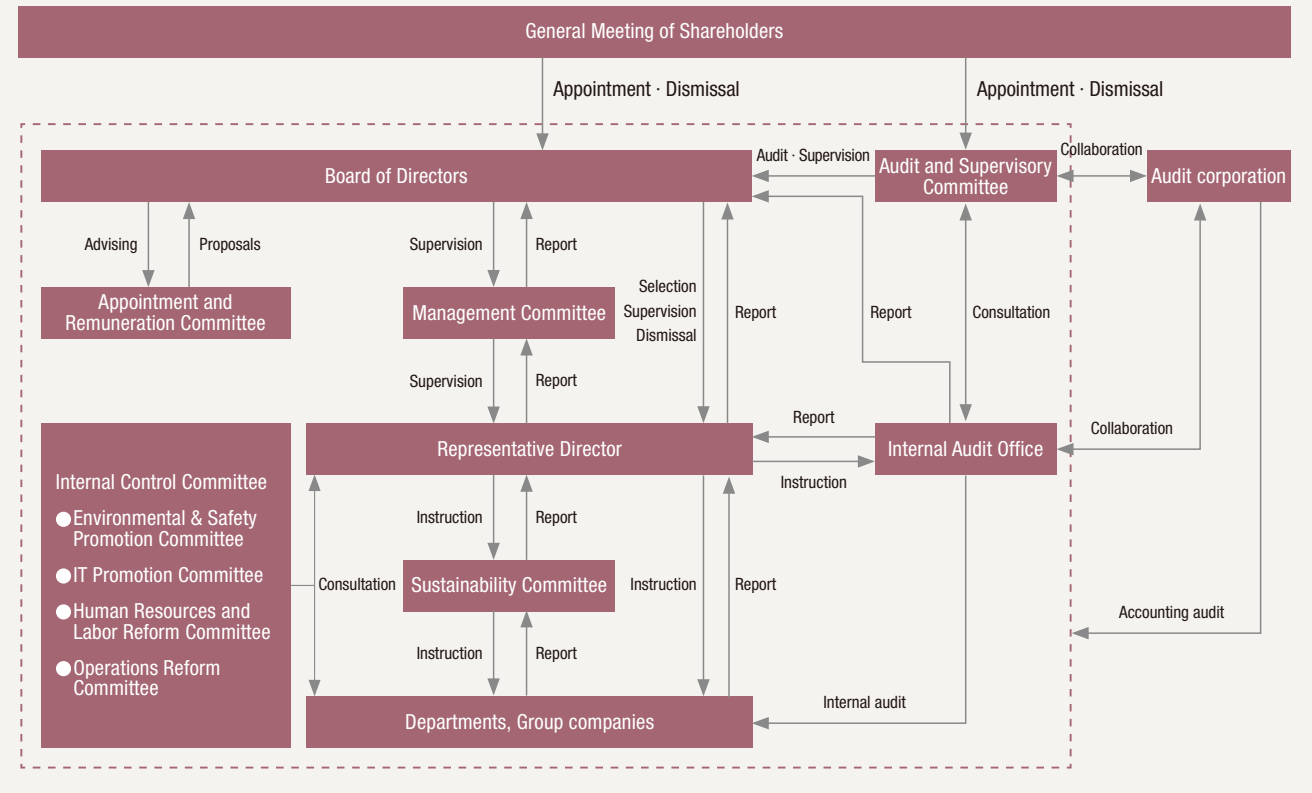 General Meeting of Shareholders
Appointment · Dismissal
Appointment · Dismissal
Board of Directors
Audit · Supervision
Audit and Supervisory
Committee
Collaboration
Audit corporation
Advising
Proposals
Supervision
Report
Appointment and
Remuneration Committee
Management Committee
Selection
Supervision
Dismissal
Report
Report
Consultation
Supervision
Report
Representative Director
Report
Instruction
Internal Audit Office
Collaboration
Internal Control Committee
●Environmental & Safety
Promotion Committee
●IT Promotion Committee
●Human Resources and
Labor Reform Committee
●Operations Reform
Committee
Consultation
Instruction
Report
Sustainability Committee
Instruction
Report
Instruction
Report
Accounting audit
Departments, Group companies
Internal audit